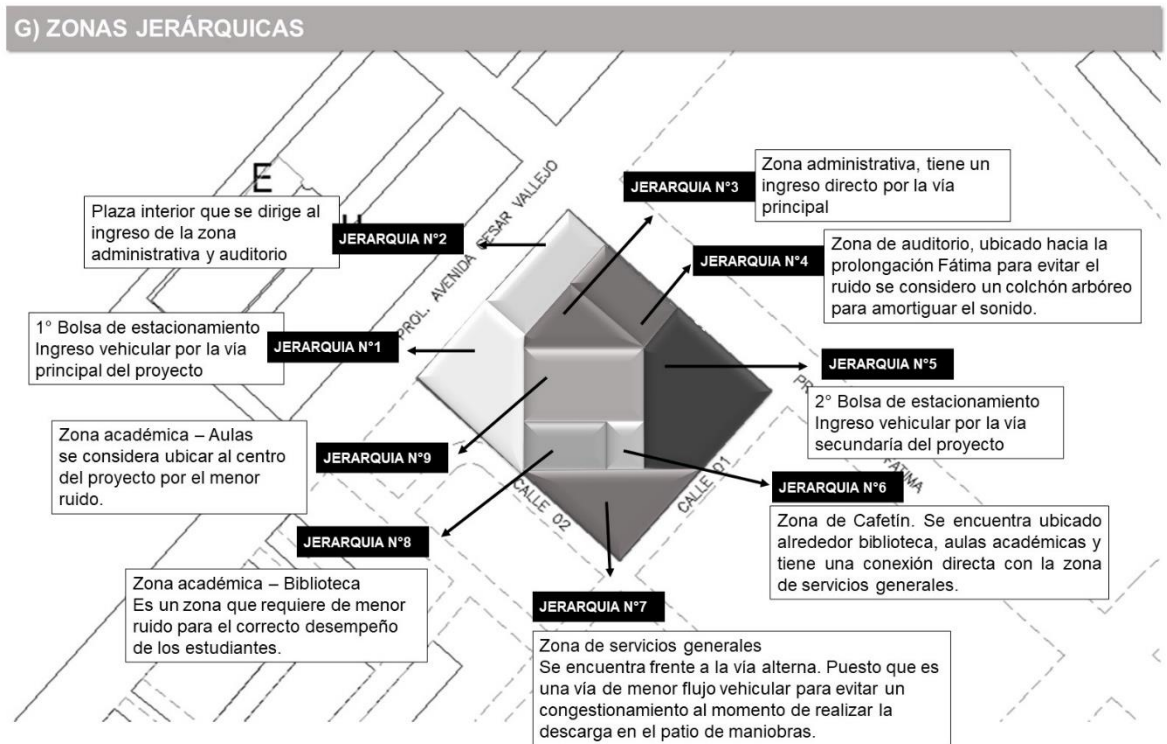 G) ZONAS JERÁRQUICAS
E
PROL. AVENIDA CESAR VALLEJO
JERARQUIA N°3
Zona administrativa, tiene un
ingreso directo por la vía
principal
JERARQUIA N°2
Plaza interior que se dirige al
ingreso de la zona
administrativa y auditorio
JERARQUIA N°4
Zona de auditorio, ubicado hacia la
prolongación Fátima para evitar el
ruido se considero un colchón arbóreo
para amortiguar el sonido.
JERARQUIA N°1
1° Bolsa de estacionamiento
Ingreso vehicular por la vía
principal del proyecto
JERARQUIA N°5
2° Bolsa de estacionamiento
Ingreso vehicular por la vía
secundaría del proyecto
FATIMA
CALLE 01
CALLE 02
JERARQUIA N°9
Zona académica – Aulas
se considera ubicar al centro
del proyecto por el menor
ruido.
JERARQUIA N°6
Zona de Cafetín. Se encuentra ubicado
alrededor biblioteca, aulas académicas y
tiene una conexión directa con la zona
de servicios generales.
JERARQUIA N°8
Zona académica – Biblioteca
Es un zona que requiere de menor
ruido para el correcto desempeño
de los estudiantes.
JERARQUIA N°7
Zona de servicios generales
Se encuentra frente a la vía alterna. Puesto que es
una vía de menor flujo vehicular para evitar un
congestionamiento al momento de realizar la
descarga en el patio de maniobras.